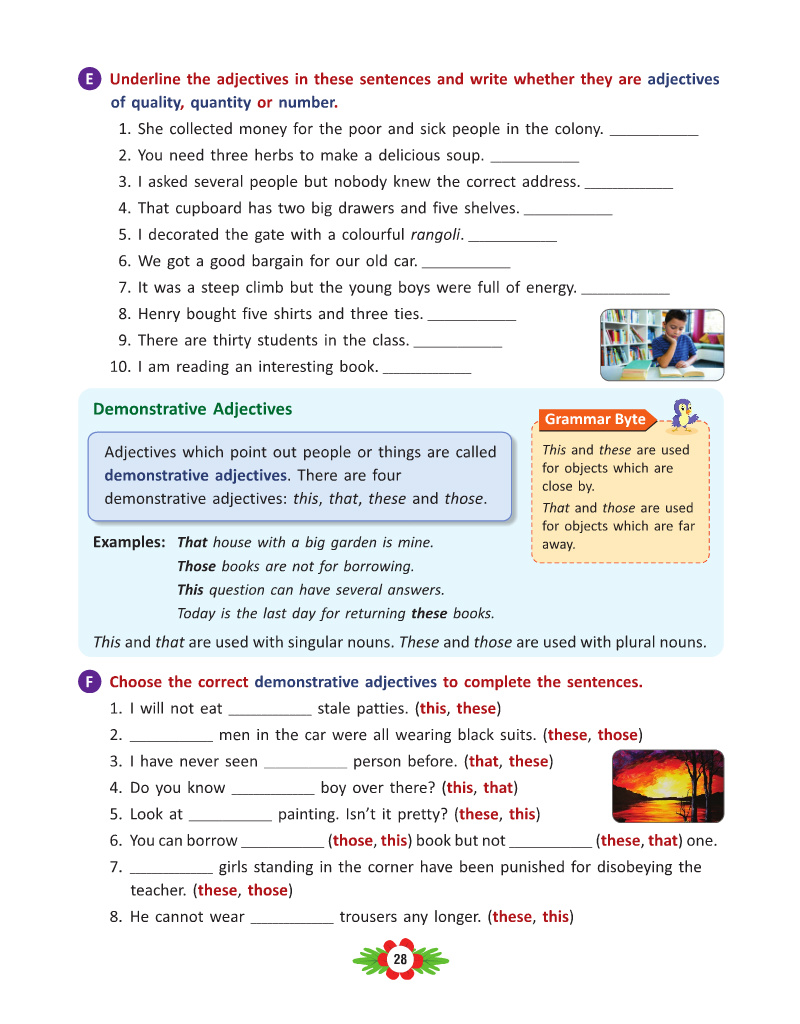 E Underline the adjectives in these sentences and write whether they are adjectives
of quality, quantity or number.
1. She collected money for the poor and sick people in the colony. ___________
2. You need three herbs to make a delicious soup. ___________
3. I asked several people but nobody knew the correct address. ___________
4. That cupboard has two big drawers and five shelves. ___________
5. I decorated the gate with a colourful rangoli. ___________
6. We got a good bargain for our old car. ___________
7. It was a steep climb but the young boys were full of energy. ___________
8. Henry bought five shirts and three ties. ___________
9. There are thirty students in the class. ___________
10. I am reading an interesting book. ___________
Demonstrative Adjectives
Adjectives which point out people or things are called
demonstrative adjectives. There are four
demonstrative adjectives: this, that, these and those.
Grammar Byte
This and these are used
for objects which are
close by.
That and those are used
for objects which are far
away.
Examples: That house with a big garden is mine.
Those books are not for borrowing.
This question can have several answers.
Today is the last day for returning these books.
This and that are used with singular nouns. These and those are used with plural nouns.
F Choose the correct demonstrative adjectives to complete the sentences.
1. I will not eat __________ stale patties. (this, these)
2. __________ men in the car were all wearing black suits. (these, those)
3. I have never seen __________ person before. (that, these)
4. Do you know __________ boy over there? (this, that)
5. Look at __________ painting. Isn’t it pretty? (these, this)
6. You can borrow __________ (those, this) book but not __________ (these, that) one.
7. __________ girls standing in the corner have been punished for disobeying the
teacher. (these, those)
8. He cannot wear __________ trousers any longer. (these, this)
28